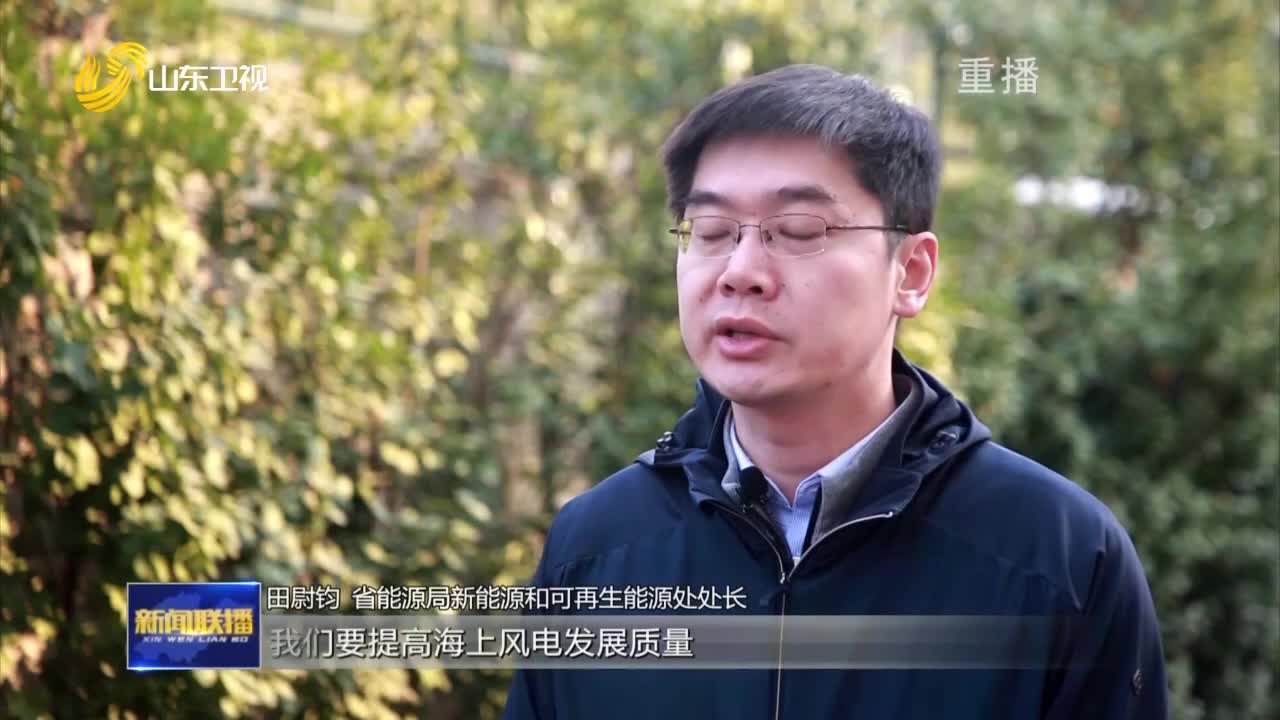 山东卫视
重播
田尉钧 省能源局新能源和可再生能源处处长
新闻联播
XIN WEN LIAN BO
我们要提高海上风电发展质量